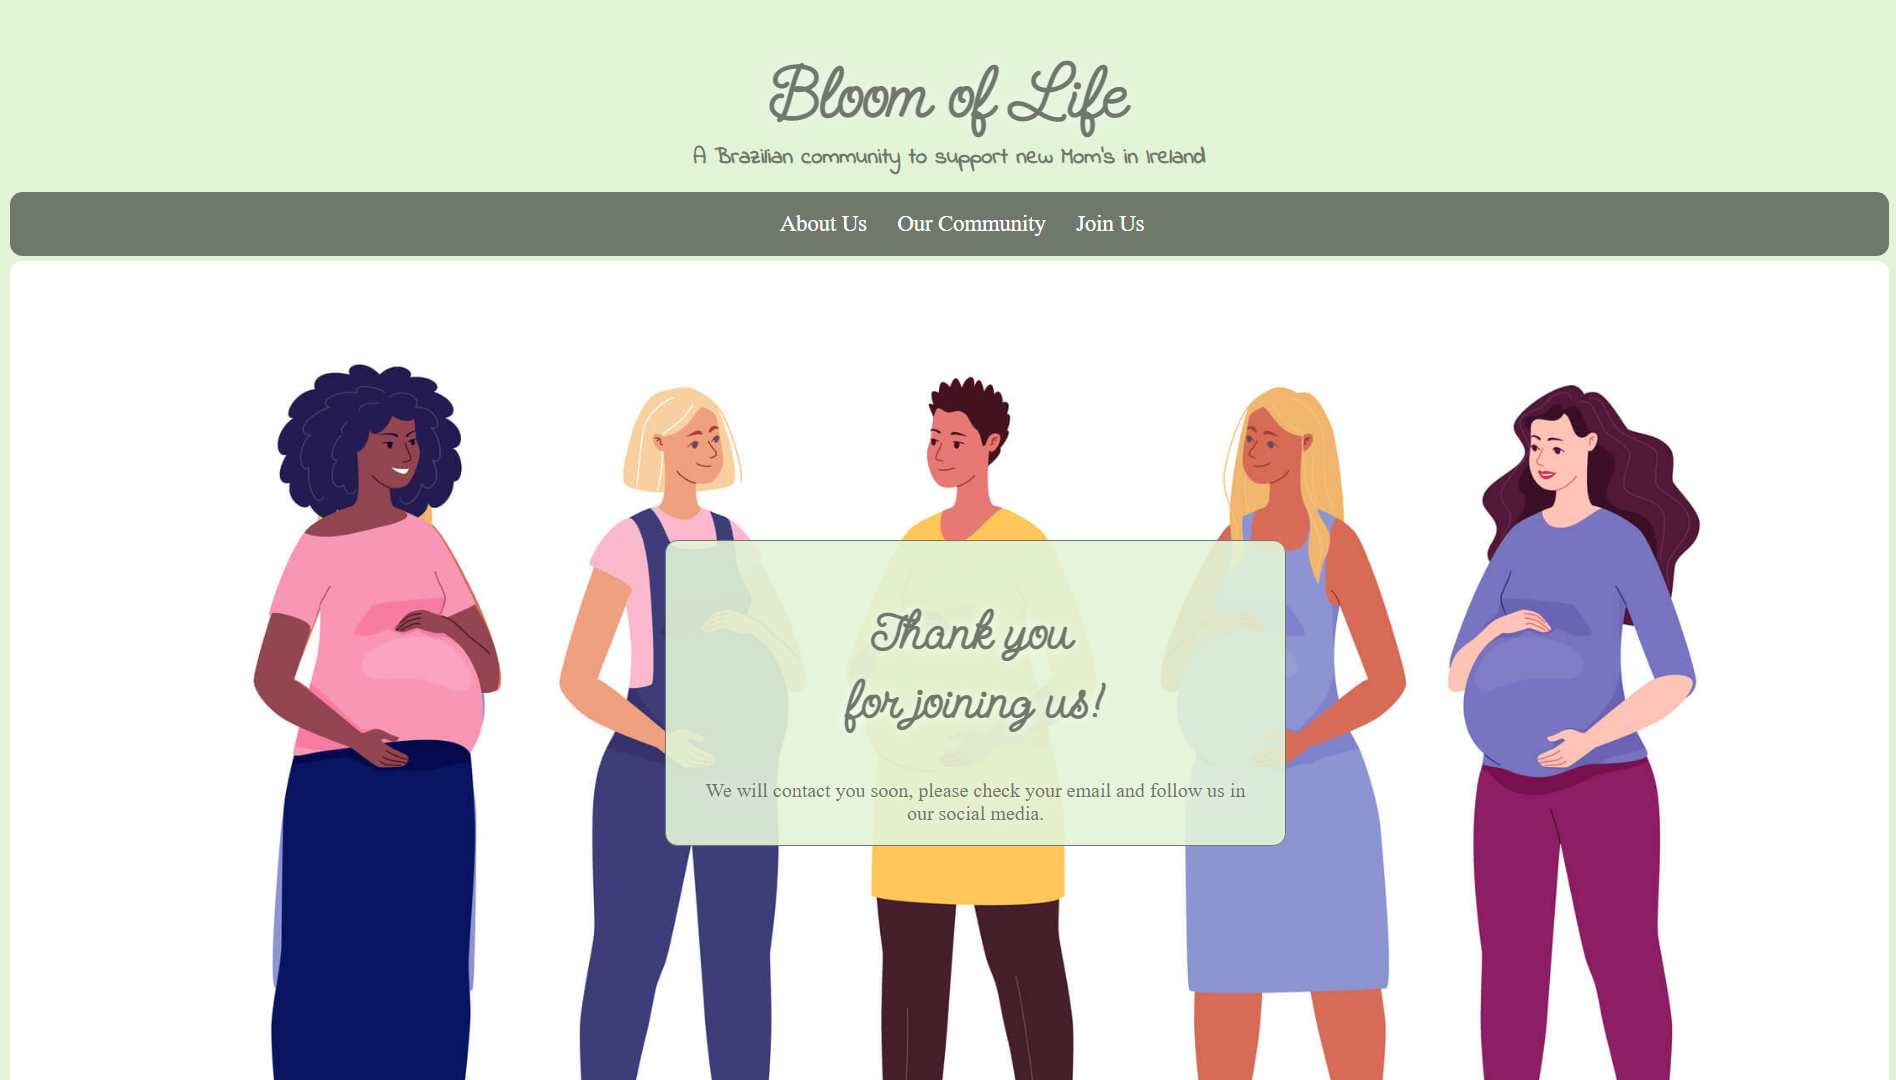 Bloom of Life
A Brazilian community to support new Mom's in Ireland
About Us Our Community Join Us
Thank you
for joining us!
We will contact you soon, please check your email and follow us in
our social media.